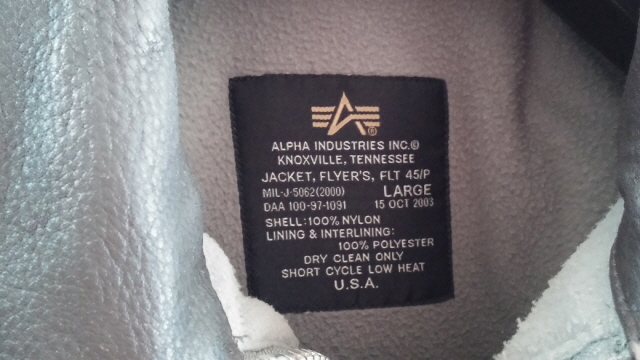 ALPHA INDUSTRIES INC.©
KNOXVILLE, TENNESSEE
JACKET, FLYER'S, FLT 45/P
MIL-J-5062(2000) LARGE
DAA 100-97-1091 15 OCT 2003
SHELL:100% NYLON
LINING & INTERLINING:
100% POLYESTER
DRY CLEAN ONLY
SHORT CYCLE LOW HEAT
U.S.A.